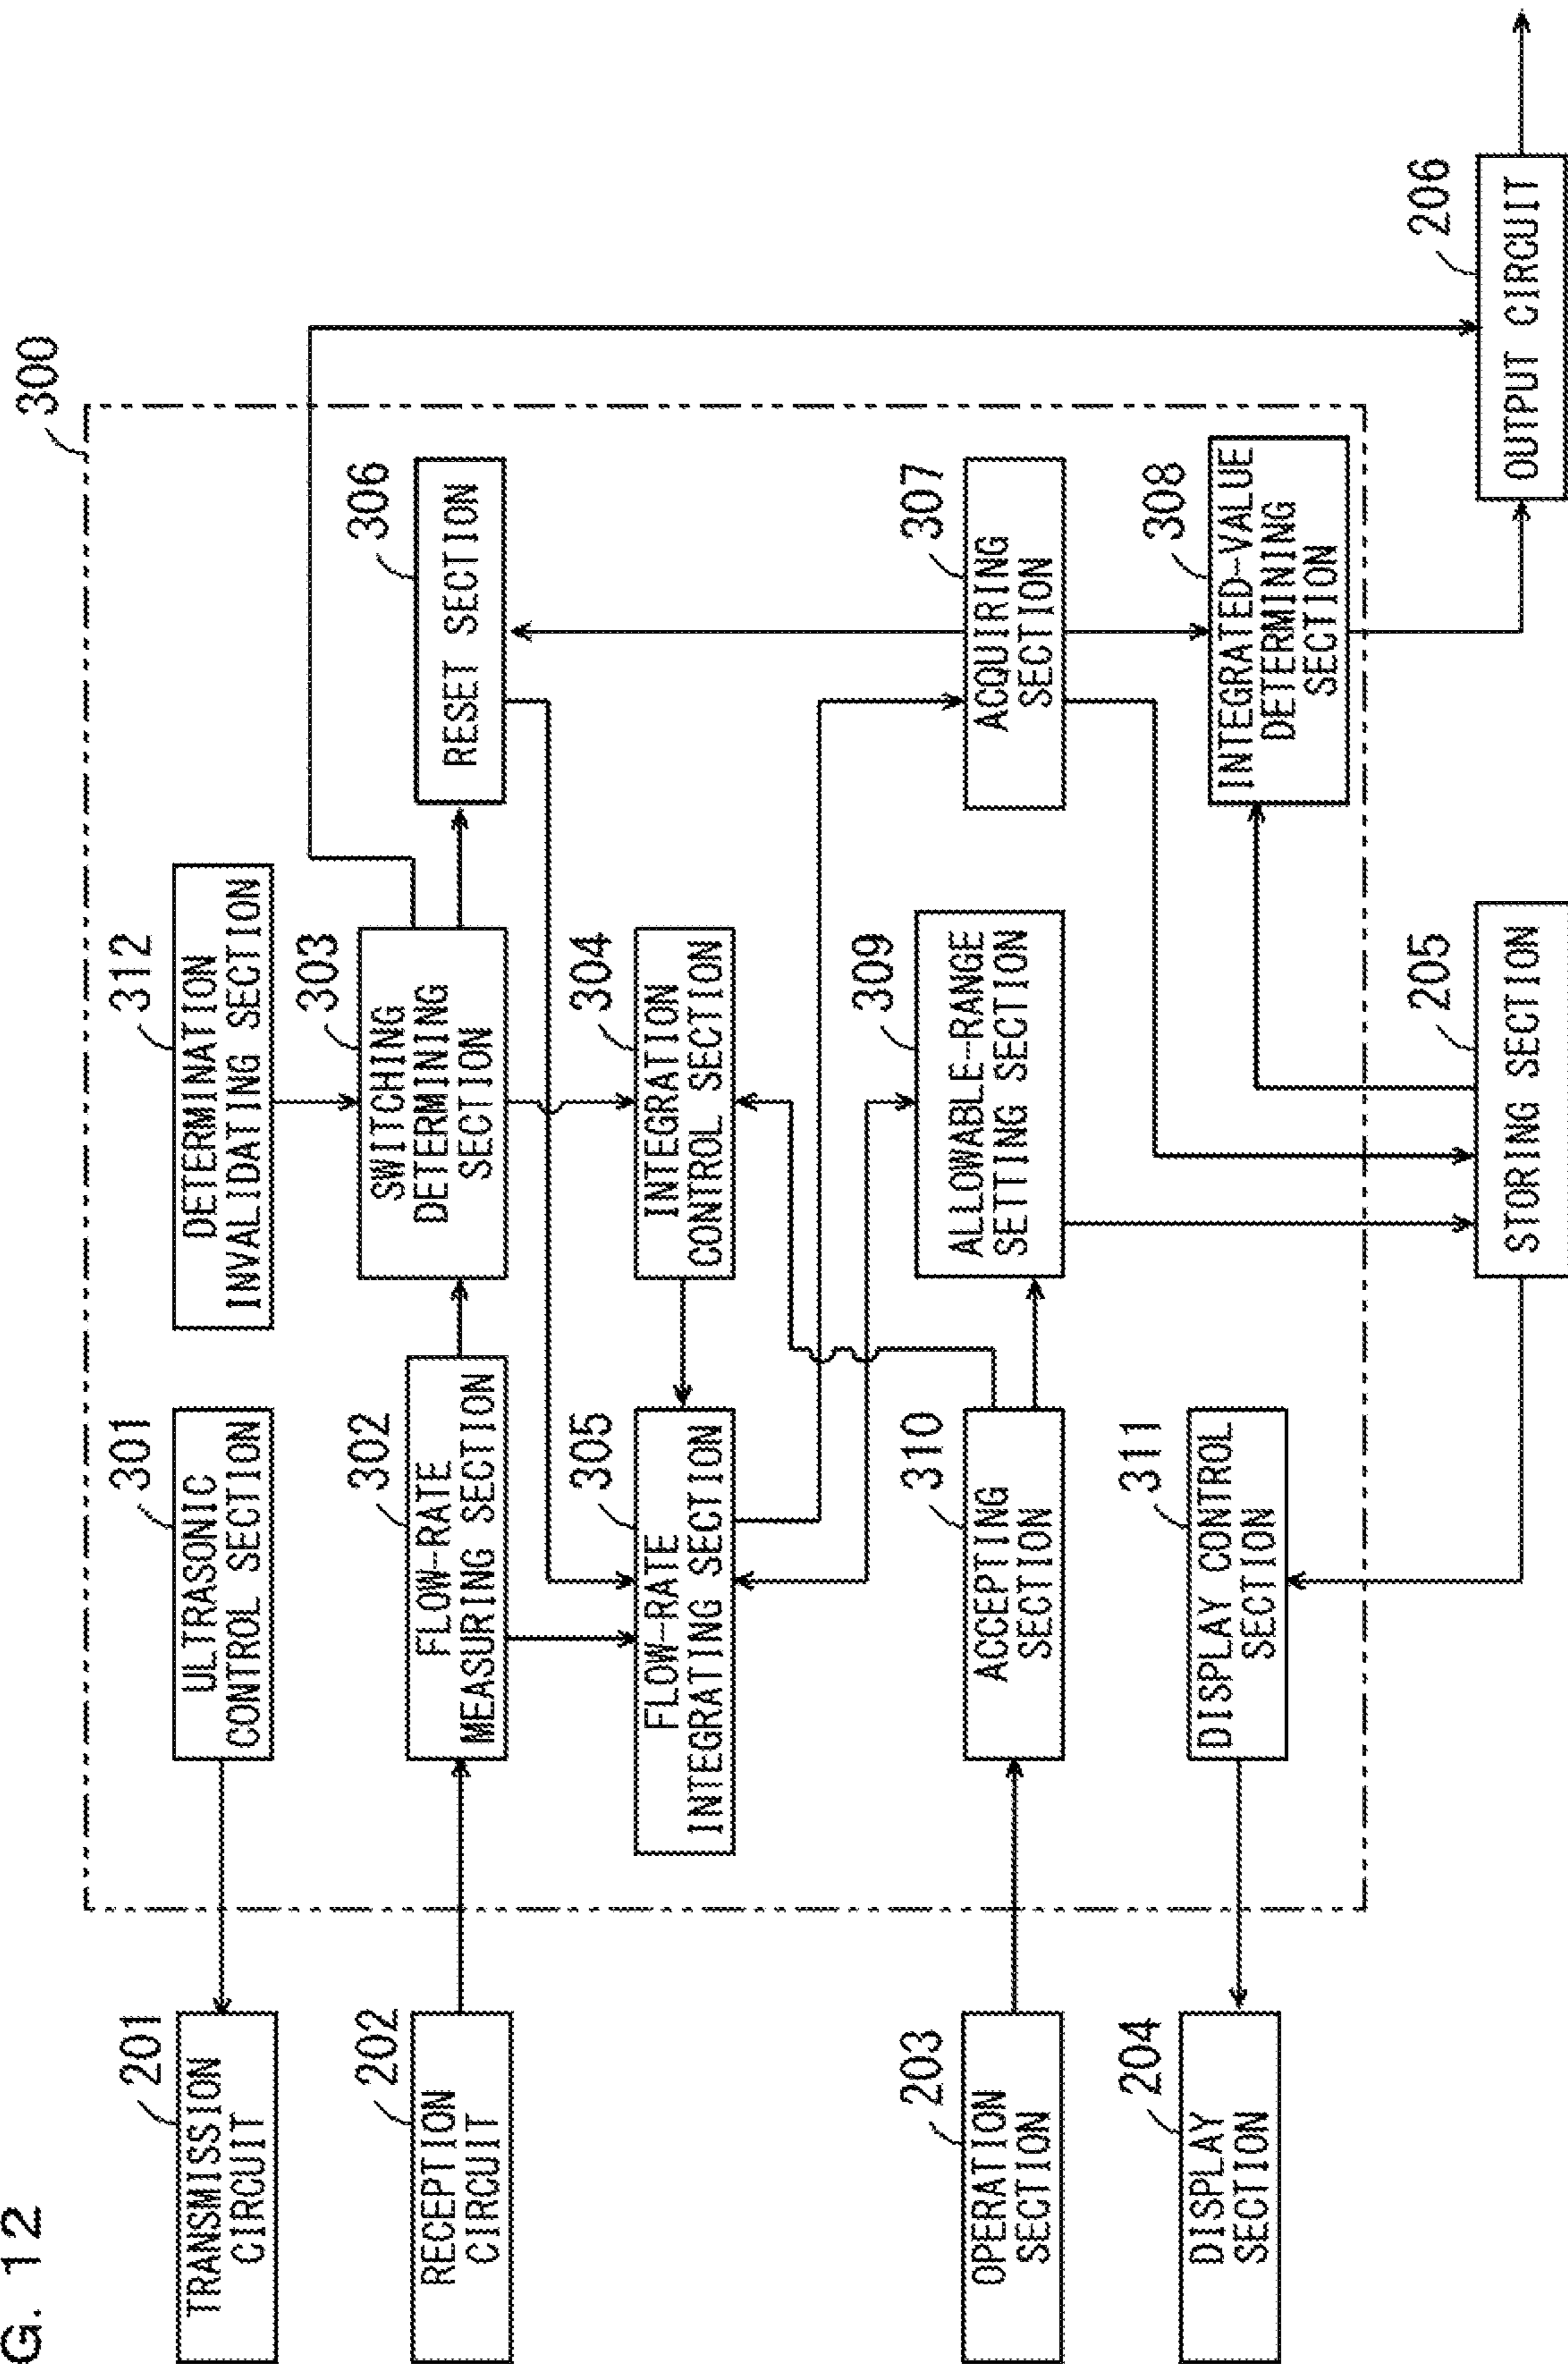 G. 12
300
201
TRANSMISSION
CIRCUIT
301
ULTRASONIC
CONTROL SECTION
312
DETERMINATION
INVALIDATING SECTION
202
RECEPTION
CIRCUIT
302
FLOW-RATE
MEASURING SECTION
303
SWITCHING
DETERMINING
SECTION
306
RESET SECTION
305
FLOW-RATE
INTEGRATING SECTION
304
INTEGRATION
CONTROL SECTION
203
OPERATION
SECTION
310
ACCEPTING
SECTION
309
ALLOWABLE-RANGE
SETTING SECTION
307
ACQUIRING
SECTION
204
DISPLAY
SECTION
311
DISPLAY CONTROL
SECTION
308
INTEGRATED-VALUE
DETERMINING
SECTION
205
STORING SECTION
206
OUTPUT CIRCUIT